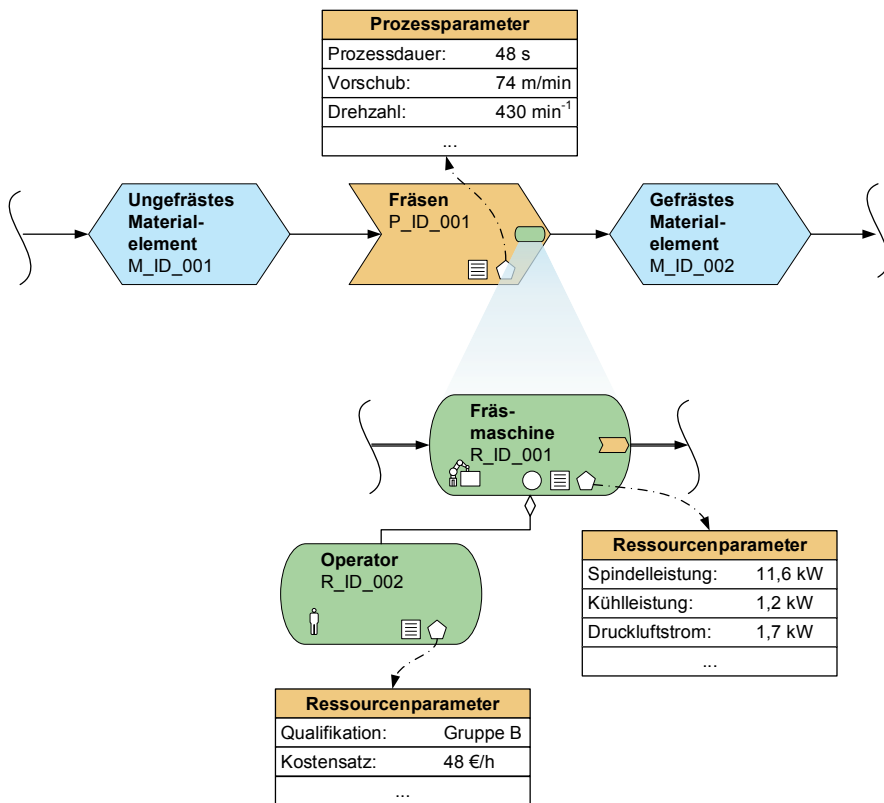 Prozessparameter
Prozessdauer: 48 s
Vorschub: 74 m/min
Drehzahl: 430 min⁻¹
...
Ungefrästes
Material-
element
M_ID_001
Fräsen
P_ID_001
Gefrästes
Material-
element
M_ID_002
Fräs-
maschine
R_ID_001
Operator
R_ID_002
Ressourcenparameter
Spindelleistung: 11,6 kW
Kühlleistung: 1,2 kW
Druckluftstrom: 1,7 kW
...
Ressourcenparameter
Qualifikation: Gruppe B
Kostensatz: 48 €/h
...